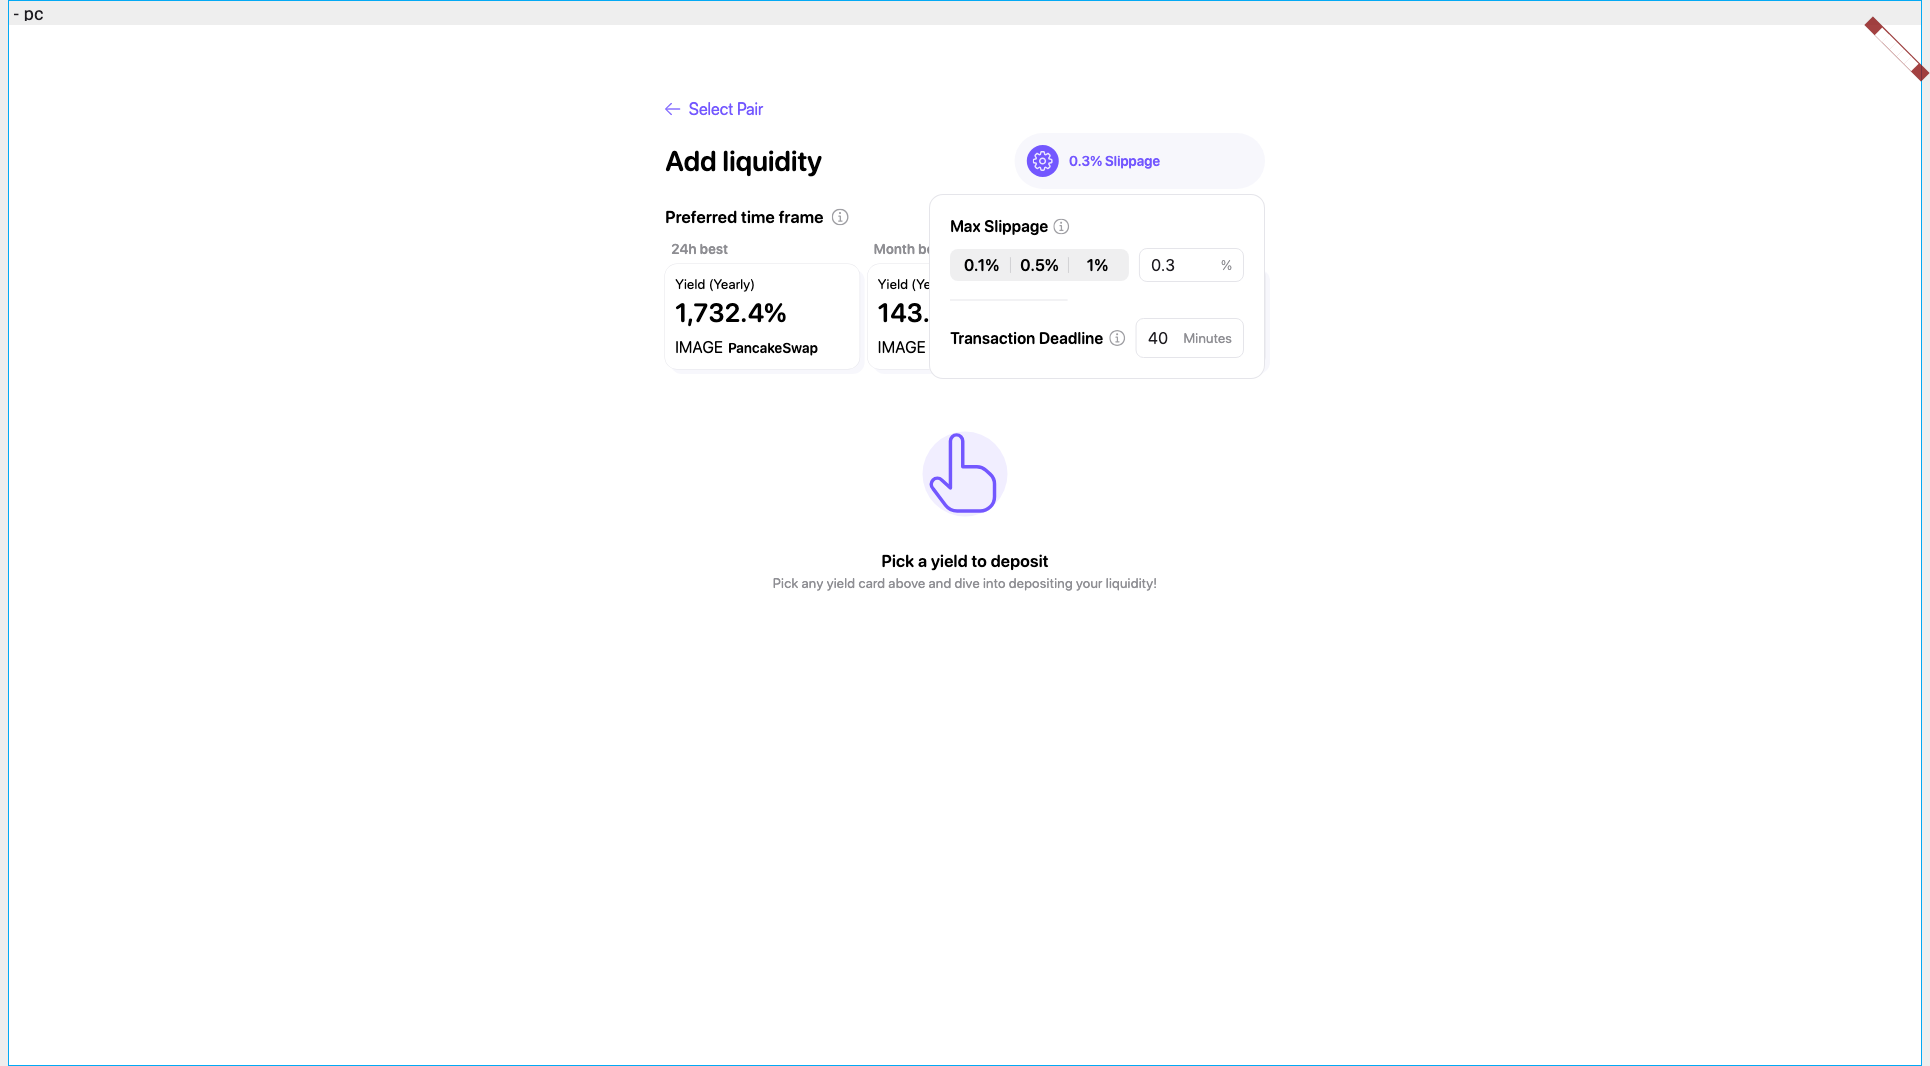 - pc
Select Pair
Add liquidity
0.3% Slippage
Preferred time frame
24h best
Month be
Yield (Yearly)
1,732.4%
IMAGE PancakeSwap
Yield (Ye
143.
IMAGE
Max Slippage
0.1% 0.5% 1% 0.3 %
Transaction Deadline 40 Minutes
Pick a yield to deposit
Pick any yield card above and dive into depositing your liquidity!